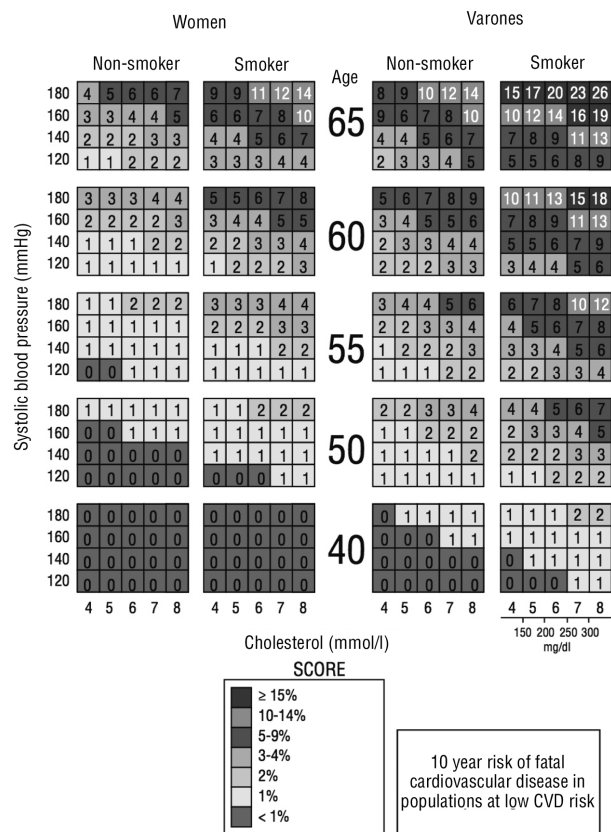 Women Varones
Non-smoker Smoker Age Non-smoker Smoker
Systolic blood pressure (mmHg)
65
180 4 5 6 6 7 9 9 11 12 14 8 9 10 12 14 15 17 20 23 26
160 3 3 4 4 5 6 6 7 8 10 9 6 7 8 10 10 12 14 16 19
140 2 2 2 3 3 4 4 5 6 7 4 4 5 6 7 7 8 9 11 13
120 1 1 2 2 2 3 3 3 4 4 2 3 3 4 5 5 5 6 8 9
60
180 3 3 3 4 4 5 5 6 7 8 5 6 7 8 9 10 11 13 15 18
160 2 2 2 2 3 3 4 4 5 5 3 4 5 5 6 7 8 9 11 13
140 1 1 1 2 2 2 2 3 3 4 2 3 3 4 4 5 5 6 7 9
120 1 1 1 1 1 1 2 2 2 3 2 2 2 3 3 3 4 4 5 6
55
180 1 1 2 2 2 3 3 3 4 4 3 4 4 5 6 6 7 8 10 12
160 1 1 1 1 1 2 2 2 3 3 2 2 3 3 4 4 5 6 7 8
140 1 1 1 1 1 1 1 1 2 2 1 2 2 2 3 3 3 4 5 6
120 0 0 1 1 1 1 1 1 1 1 1 1 1 2 2 2 2 3 3 4
50
180 1 1 1 1 1 1 1 2 2 2 2 2 3 3 4 4 4 5 6 7
160 0 0 1 1 1 1 1 1 1 1 1 1 2 2 2 2 3 3 4 5
140 0 0 0 0 0 1 1 1 1 1 1 1 1 1 2 2 2 2 3 3
120 0 0 0 0 0 0 0 0 1 1 1 1 1 1 1 1 1 2 2 2
40
180 0 0 0 0 0 0 0 0 0 0 0 1 1 1 1 1 1 1 2 2
160 0 0 0 0 0 0 0 0 0 0 0 0 0 1 1 1 1 1 1 1
140 0 0 0 0 0 0 0 0 0 0 0 0 0 0 0 0 1 1 1 1
120 0 0 0 0 0 0 0 0 0 0 0 0 0 0 0 0 0 0 1 1
4 5 6 7 8 4 5 6 7 8 4 5 6 7 8 4 5 6 7 8
150 200 250 300
mg/dl
Cholesterol (mmol/l)
SCORE
≥ 15%
10-14%
5-9%
3-4%
2%
1%
< 1%
10 year risk of fatal
cardiovascular disease in
populations at low CVD risk